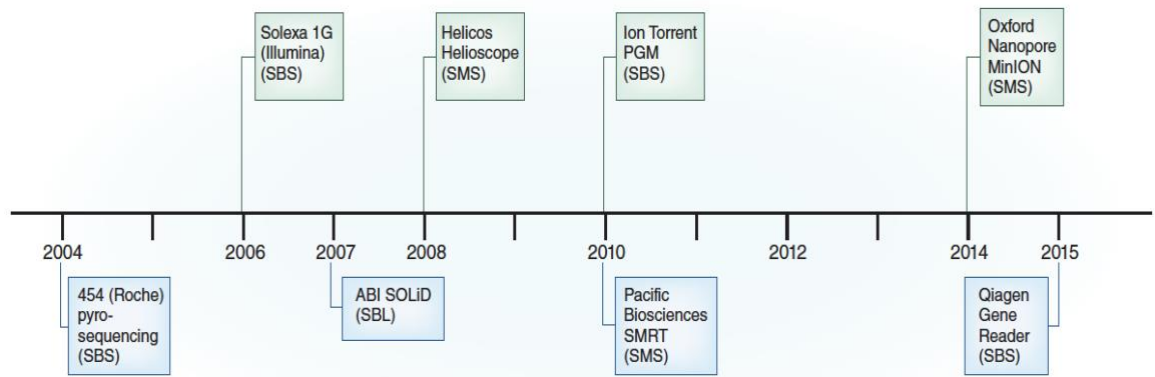 Solexa 1G
(Illumina)
(SBS)
Helicos
Helioscope
(SMS)
Ion Torrent
PGM
(SBS)
Oxford
Nanopore
MinION
(SMS)
2004
2006
2007
2008
2010
2012
2014
2015
454 (Roche)
pyro-
sequencing
(SBS)
ABI SOLiD
(SBL)
Pacific
Biosciences
SMRT
(SMS)
Qiagen
Gene
Reader
(SBS)